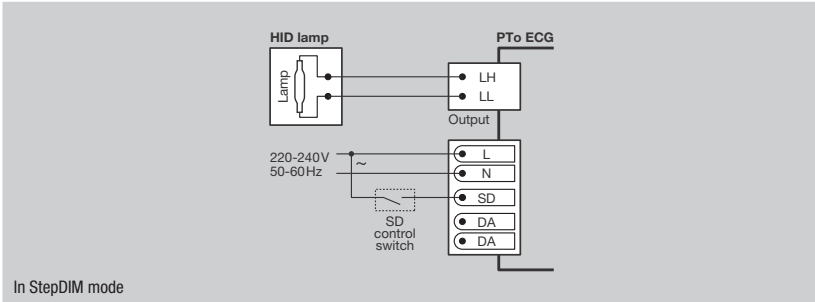 HID lamp
PTo ECG
Lamp
LH
LL
Output
220-240V
50-60Hz
~
L
N
SD
DA
DA
SD
control
switch
In StepDIM mode